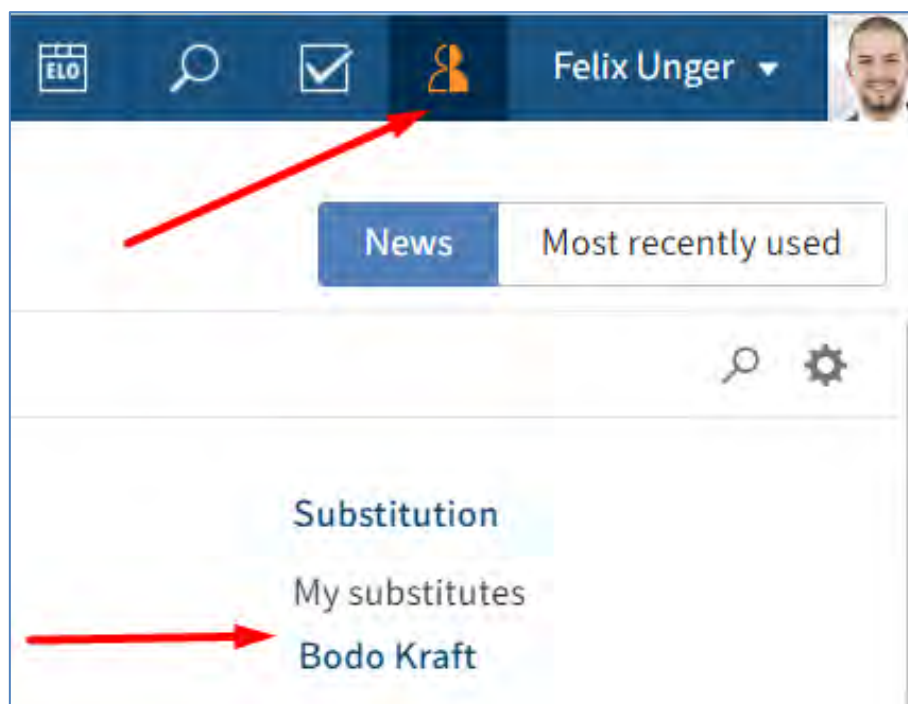 ELO
Felix Unger
News
Most recently used
Substitution
My substitutes
Bodo Kraft